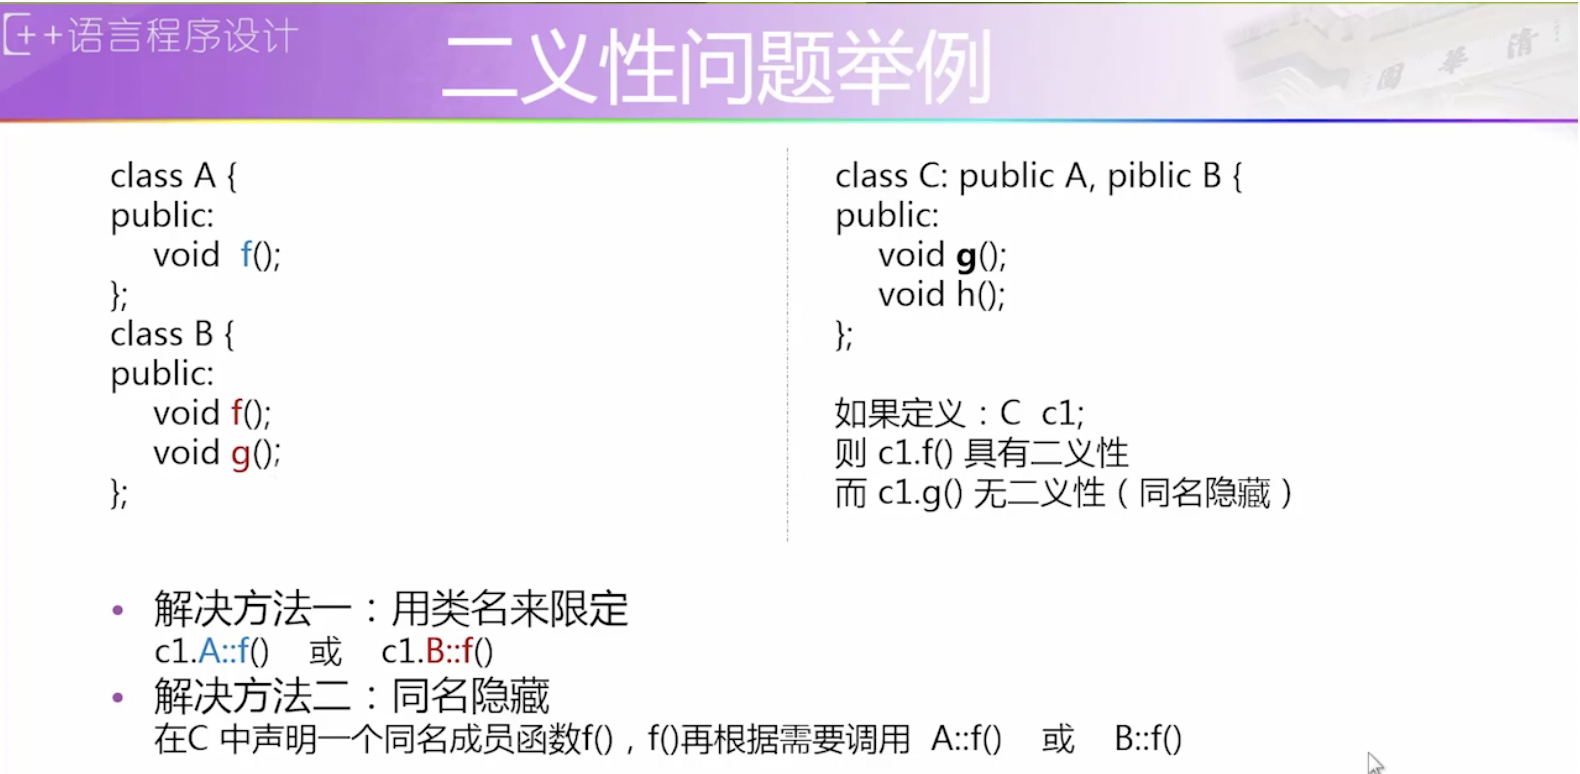 C++语言程序设计
二义性问题举例
清华园
class A {
public:
void f();
};
class B {
public:
void f();
void g();
};
class C: public A, piblic B {
public:
void g();
void h();
};
如果定义：C c1;
则 c1.f() 具有二义性
而 c1.g() 无二义性（同名隐藏）
• 解决方法一：用类名来限定
c1.A::f() 或 c1.B::f()
• 解决方法二：同名隐藏
在C 中声明一个同名成员函数f()，f()再根据需要调用 A::f() 或 B::f()